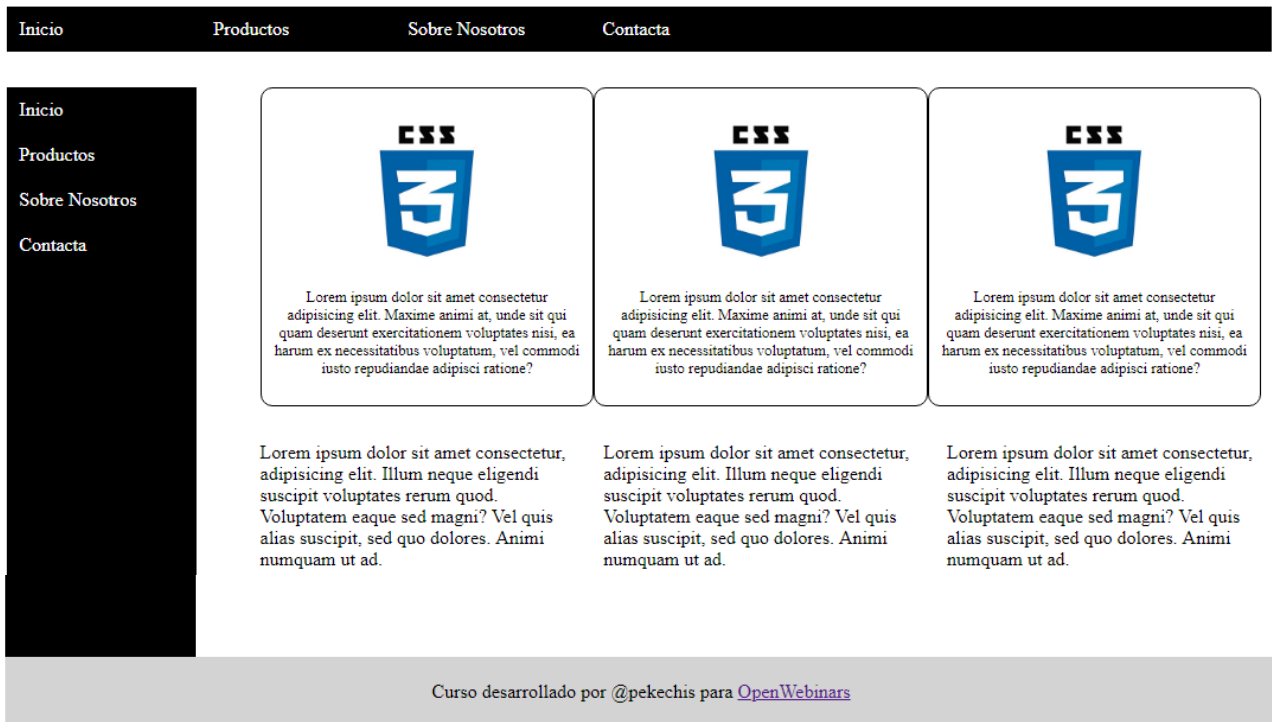 Inicio Productos Sobre Nosotros Contacta
Inicio
Productos
Sobre Nosotros
Contacta
CSS
3
Lorem ipsum dolor sit amet consectetur
adipisicing elit. Maxime animi at, unde sit qui
quam deserunt exercitationem voluptates nisi, ea
harum ex necessitatibus voluptatum, vel commodi
iusto repudiandae adipisci ratione?
CSS
3
Lorem ipsum dolor sit amet consectetur
adipisicing elit. Maxime animi at, unde sit qui
quam deserunt exercitationem voluptates nisi, ea
harum ex necessitatibus voluptatum, vel commodi
iusto repudiandae adipisci ratione?
CSS
3
Lorem ipsum dolor sit amet consectetur
adipisicing elit. Maxime animi at, unde sit qui
quam deserunt exercitationem voluptates nisi, ea
harum ex necessitatibus voluptatum, vel commodi
iusto repudiandae adipisci ratione?
Lorem ipsum dolor sit amet consectetur,
adipisicing elit. Illum neque eligendi
suscipit voluptates rerum quod.
Voluptatem eaque sed magni? Vel quis
alias suscipit, sed quo dolores. Animi
numquam ut ad.
Lorem ipsum dolor sit amet consectetur,
adipisicing elit. Illum neque eligendi
suscipit voluptates rerum quod.
Voluptatem eaque sed magni? Vel quis
alias suscipit, sed quo dolores. Animi
numquam ut ad.
Lorem ipsum dolor sit amet consectetur,
adipisicing elit. Illum neque eligendi
suscipit voluptates rerum quod.
Voluptatem eaque sed magni? Vel quis
alias suscipit, sed quo dolores. Animi
numquam ut ad.
Curso desarrollado por @pekechis para OpenWebinars